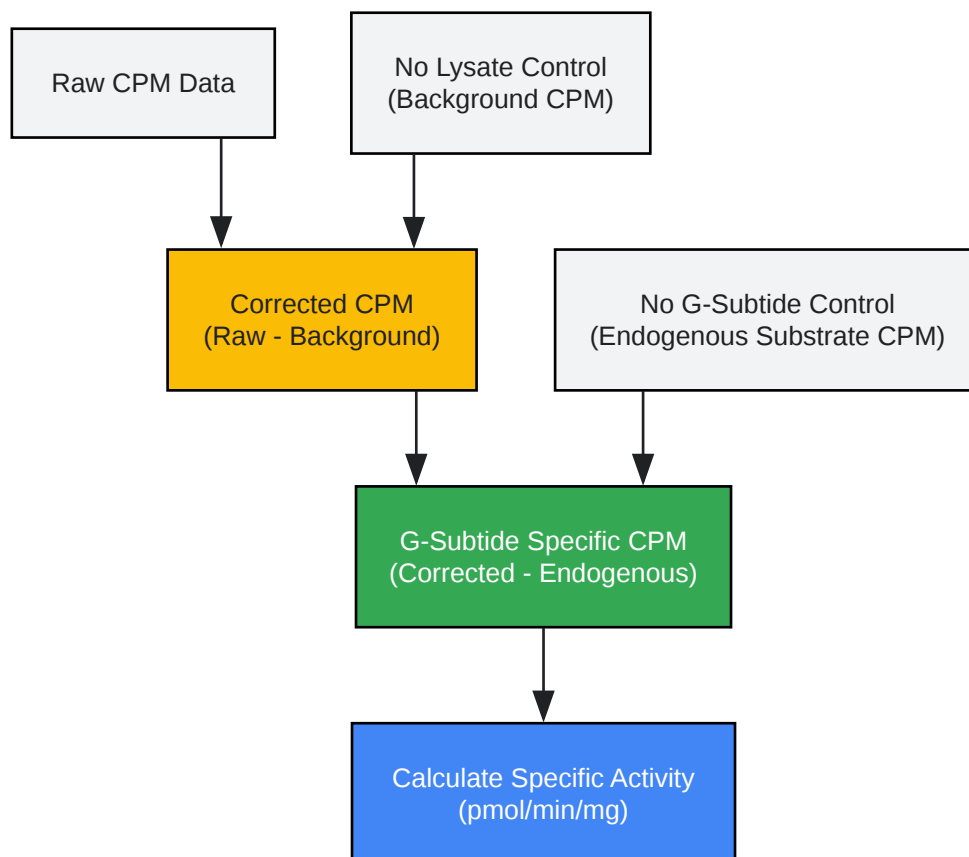 Raw CPM Data
No Lysate Control
(Background CPM)
Corrected CPM
(Raw - Background)
No G-Subtide Control
(Endogenous Substrate CPM)
G-Subtide Specific CPM
(Corrected - Endogenous)
Calculate Specific Activity
(pmol/min/mg)